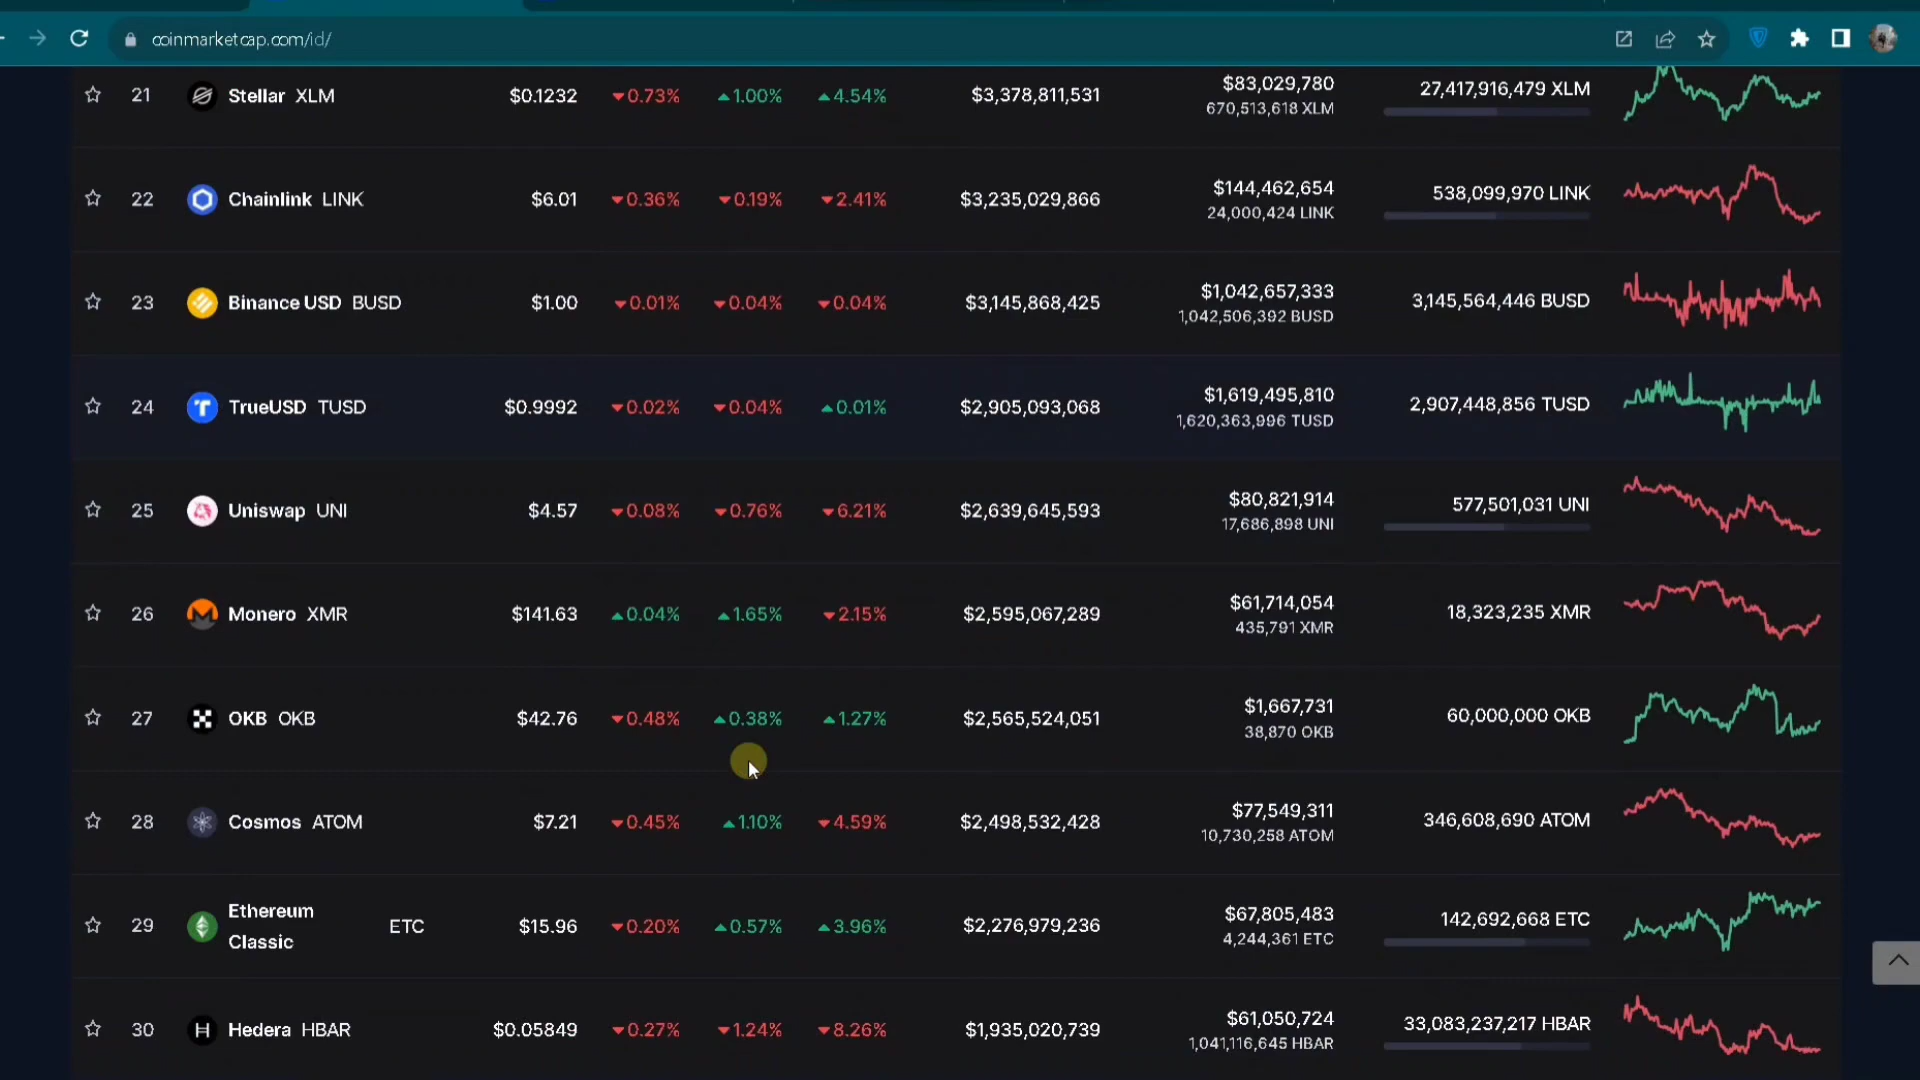 coinmarketcap.com/id/
21 Stellar XLM $0.1232 ▾0.73% ▴1.00% ▴4.54% $3,378,811,531 $83,029,780 27,417,916,479 XLM
670,513,618 XLM
22 Chainlink LINK $6.01 ▾0.36% ▾0.19% ▾2.41% $3,235,029,866 $144,462,654 538,099,970 LINK
24,000,424 LINK
23 Binance USD BUSD $1.00 ▾0.01% ▾0.04% ▾0.04% $3,145,868,425 $1,042,657,333 3,145,564,446 BUSD
1,042,506,392 BUSD
24 TrueUSD TUSD $0.9992 ▾0.02% ▾0.04% ▴0.01% $2,905,093,068 $1,619,495,810 2,907,448,856 TUSD
1,620,363,996 TUSD
25 Uniswap UNI $4.57 ▾0.08% ▾0.76% ▾6.21% $2,639,645,593 $80,821,914 577,501,031 UNI
17,686,898 UNI
26 Monero XMR $141.63 ▴0.04% ▴1.65% ▾2.15% $2,595,067,289 $61,714,054 18,323,235 XMR
435,791 XMR
27 OKB OKB $42.76 ▾0.48% ▴0.38% ▴1.27% $2,565,524,051 $1,667,731 60,000,000 OKB
38,870 OKB
28 Cosmos ATOM $7.21 ▾0.45% ▴1.10% ▾4.59% $2,498,532,428 $77,549,311 346,608,690 ATOM
10,730,258 ATOM
29 Ethereum Classic ETC $15.96 ▾0.20% ▴0.57% ▴3.96% $2,276,979,236 $67,805,483 142,692,668 ETC
4,244,361 ETC
30 Hedera HBAR $0.05849 ▾0.27% ▾1.24% ▾8.26% $1,935,020,739 $61,050,724 33,083,237,217 HBAR
1,041,116,645 HBAR